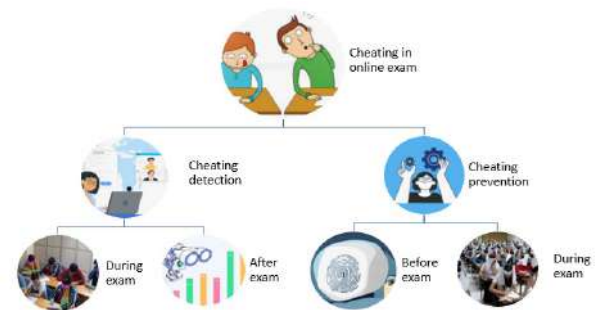 Cheating in
online exam
Cheating
detection
Cheating
prevention
During
exam
After
exam
Before
exam
During
exam